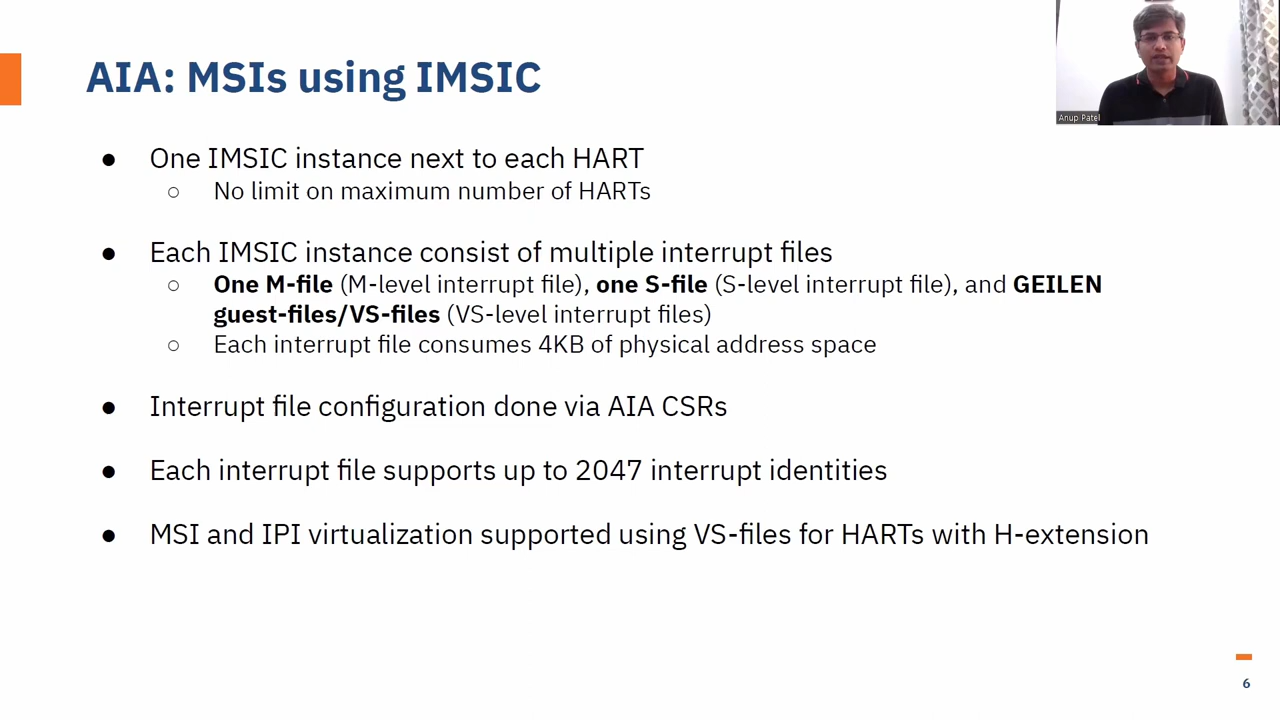 AIA: MSIs using IMSIC
Anup Patel
● One IMSIC instance next to each HART
○ No limit on maximum number of HARTs
● Each IMSIC instance consist of multiple interrupt files
○ One M-file (M-level interrupt file), one S-file (S-level interrupt file), and GEILEN
guest-files/VS-files (VS-level interrupt files)
○ Each interrupt file consumes 4KB of physical address space
● Interrupt file configuration done via AIA CSRs
● Each interrupt file supports up to 2047 interrupt identities
● MSI and IPI virtualization supported using VS-files for HARTs with H-extension
6